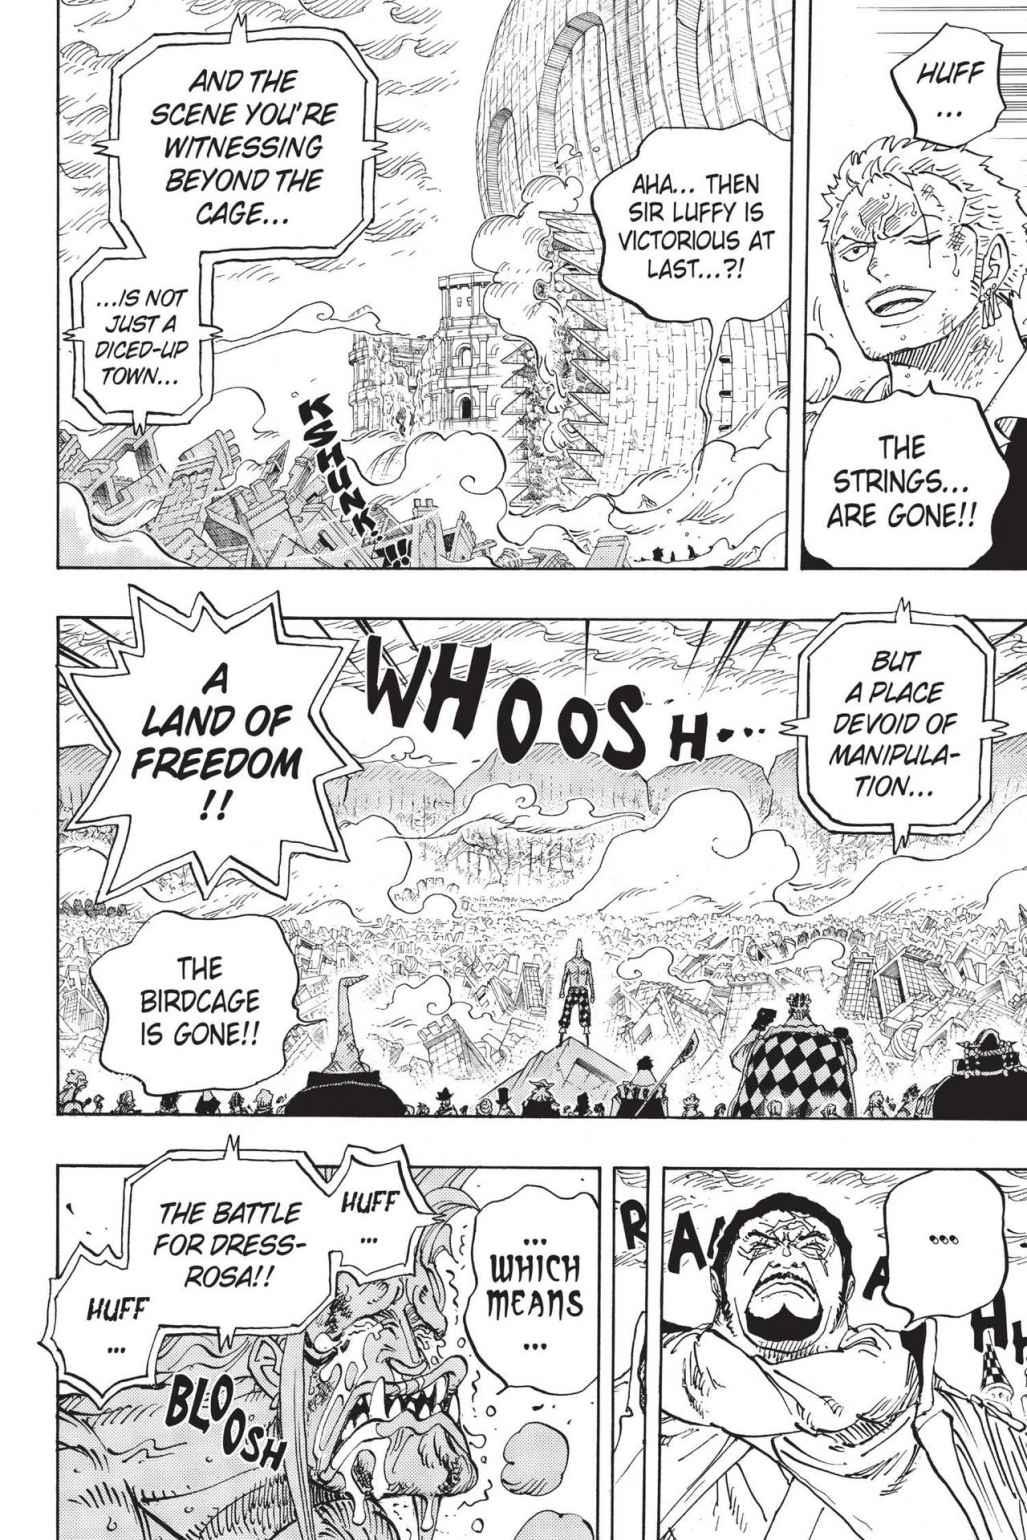 HUFF
...
THE
STRINGS...
ARE GONE!!
AHA... THEN
SIR LUFFY IS
VICTORIOUS AT
LAST...?!
AND THE
SCENE YOU'RE
WITNESSING
BEYOND THE
CAGE...
...IS NOT
JUST A
DICED-UP
TOWN...
KSHUNK...!!!
BUT
A PLACE
DEVOID OF
MANIPULA-
TION...
WHOOSH...
A
LAND OF
FREEDOM
!!
THE
BIRDCAGE
IS GONE!!
...
...
WHICH
MEANS
...
HUFF
...
THE BATTLE
FOR DRESS-
ROSA!!
HUFF
...
BLOOSH